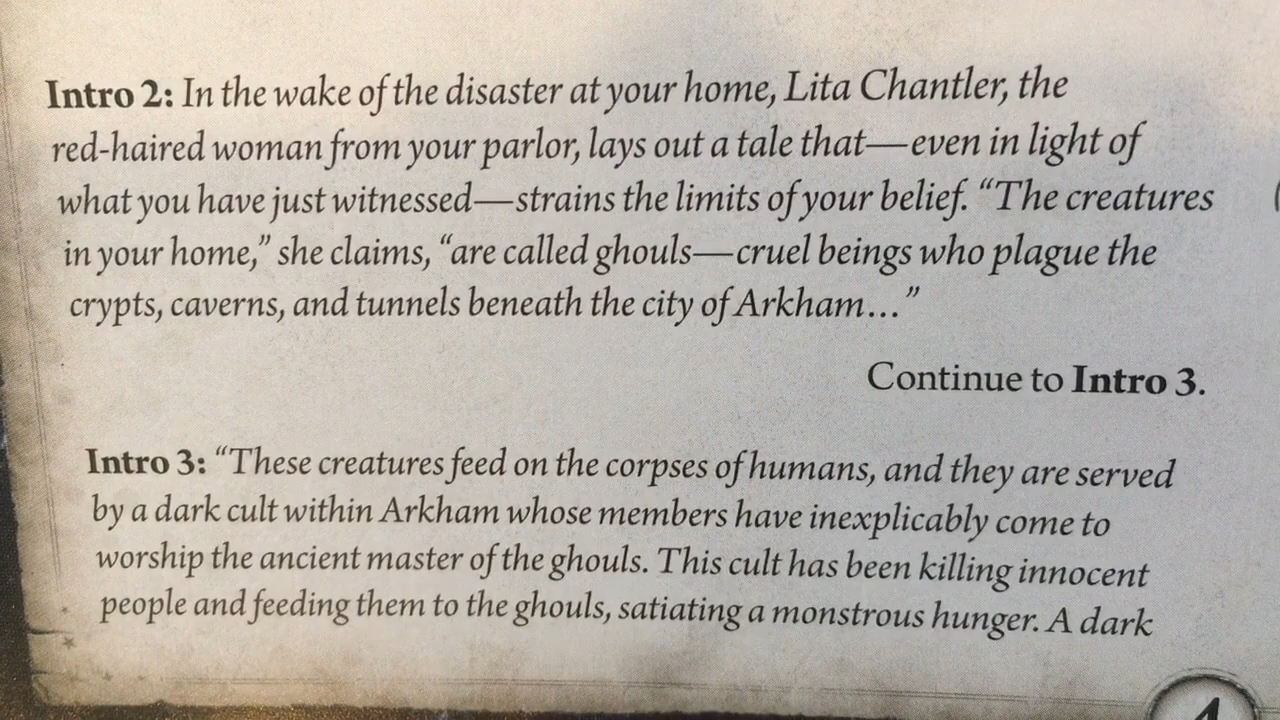 Intro 2: In the wake of the disaster at your home, Lita Chantler, the
red-haired woman from your parlor, lays out a tale that—even in light of
what you have just witnessed—strains the limits of your belief. “The creatures
in your home,” she claims, “are called ghouls—cruel beings who plague the
crypts, caverns, and tunnels beneath the city of Arkham…”
Continue to Intro 3.
Intro 3: “These creatures feed on the corpses of humans, and they are served
by a dark cult within Arkham whose members have inexplicably come to
worship the ancient master of the ghouls. This cult has been killing innocent
people and feeding them to the ghouls, satiating a monstrous hunger. A dark